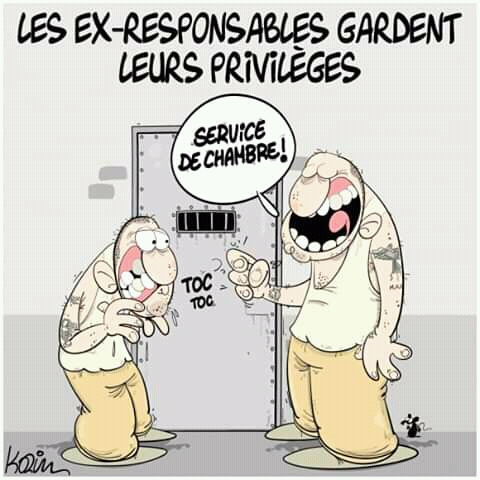 LES EX-RESPONSABLES GARDENT
LEURS PRIVILÈGES
SERVICE
DE CHAMBRE!
TOC
TOC
KARIM